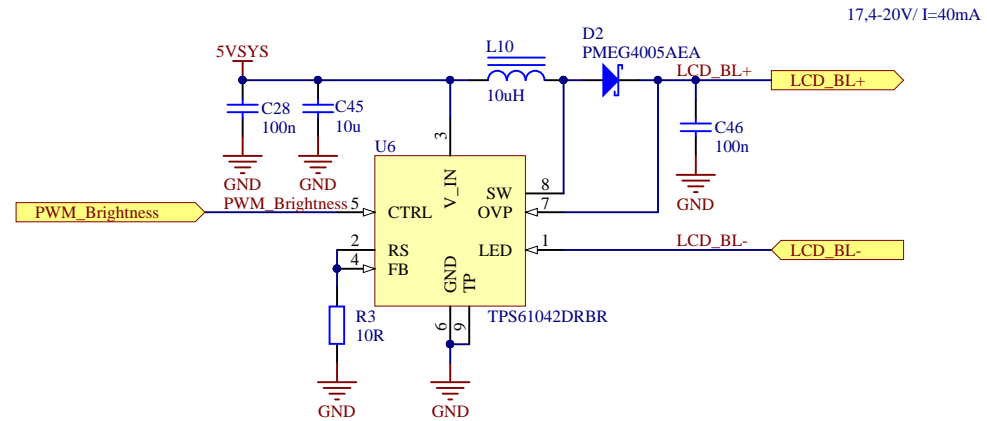 17,4-20V/ I=40mA
D2
PMEG4005AEA
L10
10uH
5VSYS
LCD_BL+
LCD_BL+
C28
100n
C45
10u
C46
100n
GND
GND
GND
U6
3
V_IN
SW
8
OVP
7
LED
1
PWM_Brightness
PWM_Brightness
5
CTRL
2
RS
4
FB
LCD_BL-
LCD_BL-
GND
TP
6
9
TPS61042DRBR
R3
10R
GND
GND